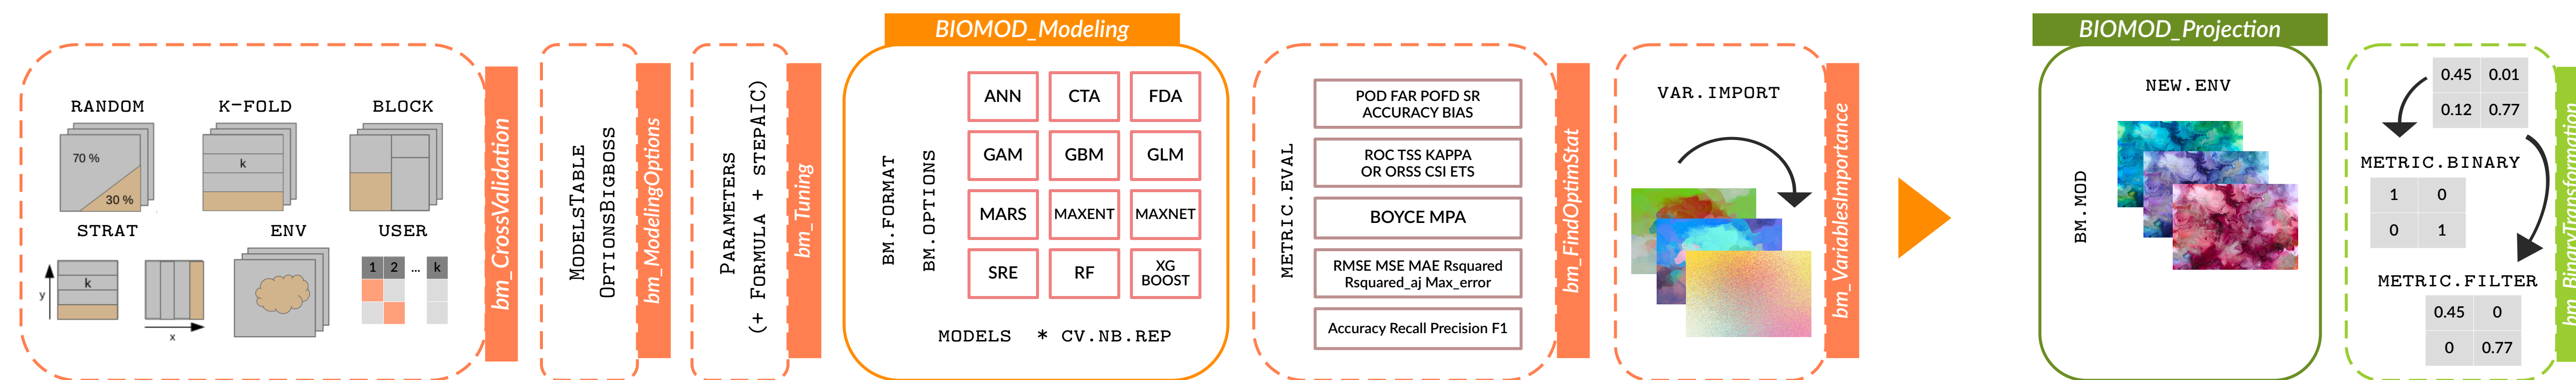 RANDOM
K-FOLD
BLOCK
70 %
30 %
k
STRAT
ENV
USER
k
y
x
1 2 ... k
bm_CrossValidation
MODELSTABLE
OPTIONSBIGBOSS
bm_ModelingOptions
PARAMETERS
(+ FORMULA + STEPAIC)
bm_Tuning
BIOMOD_Modeling
BM.FORMAT
BM.OPTIONS
ANN
CTA
FDA
GAM
GBM
GLM
MARS
MAXENT
MAXNET
SRE
RF
XG
BOOST
MODELS * CV.NB.REP
METRIC.EVAL
POD FAR POFD SR
ACCURACY BIAS
ROC TSS KAPPA
OR ORSS CSI ETS
BOYCE MPA
RMSE MSE MAE Rsquared
Rsquared_aj Max_error
Accuracy Recall Precision F1
bm_FindOptimStat
VAR.IMPORT
bm_VariablesImportance
BIOMOD_Projection
NEW.ENV
BM.MOD
0.45 0.01
0.12 0.77
METRIC.BINARY
1 0
0 1
METRIC.FILTER
0.45 0
0 0.77
bm_BinaryTransformation